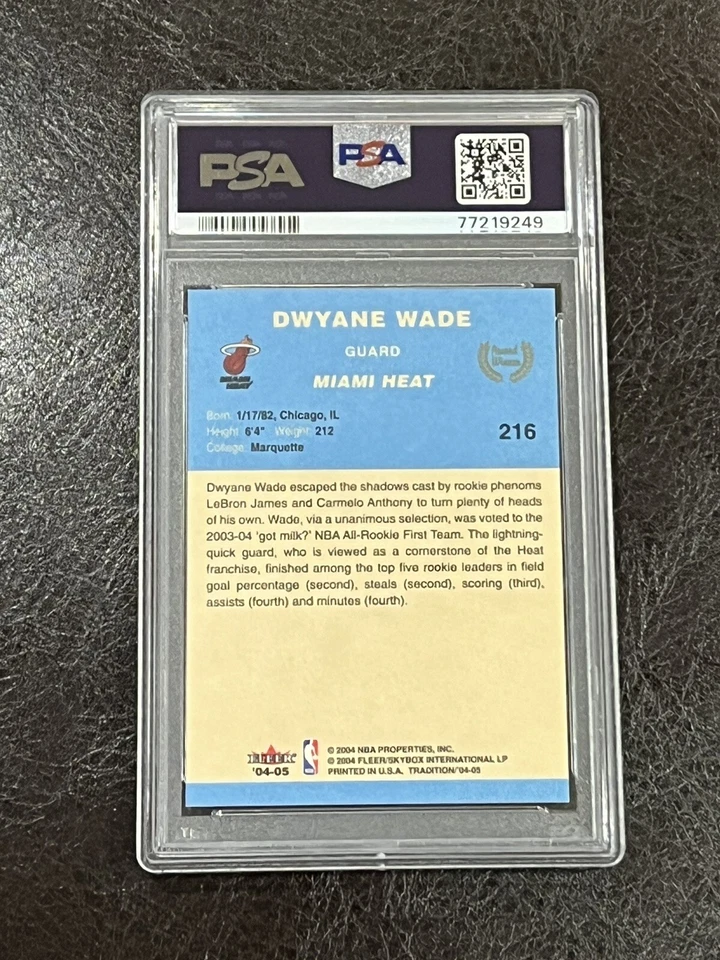 PSA
PSA
77219249
DWYANE WADE
GUARD
MIAMI HEAT
MIAMI
HEAT
Award
Winner
Born: 1/17/82, Chicago, IL
Height: 6'4" Weight: 212
College: Marquette
216
Dwyane Wade escaped the shadows cast by rookie phenoms
LeBron James and Carmelo Anthony to turn plenty of heads
of his own. Wade, via a unanimous selection, was voted to the
2003-04 'got milk?' NBA All-Rookie First Team. The lightning-
quick guard, who is viewed as a cornerstone of the Heat
franchise, finished among the top five rookie leaders in field
goal percentage (second), steals (second), scoring (third),
assists (fourth) and minutes (fourth).
FLEER
'04-05
© 2004 NBA PROPERTIES, INC.
© 2004 FLEER/SKYBOX INTERNATIONAL LP
PRINTED IN U.S.A. TRADITION/'04-05